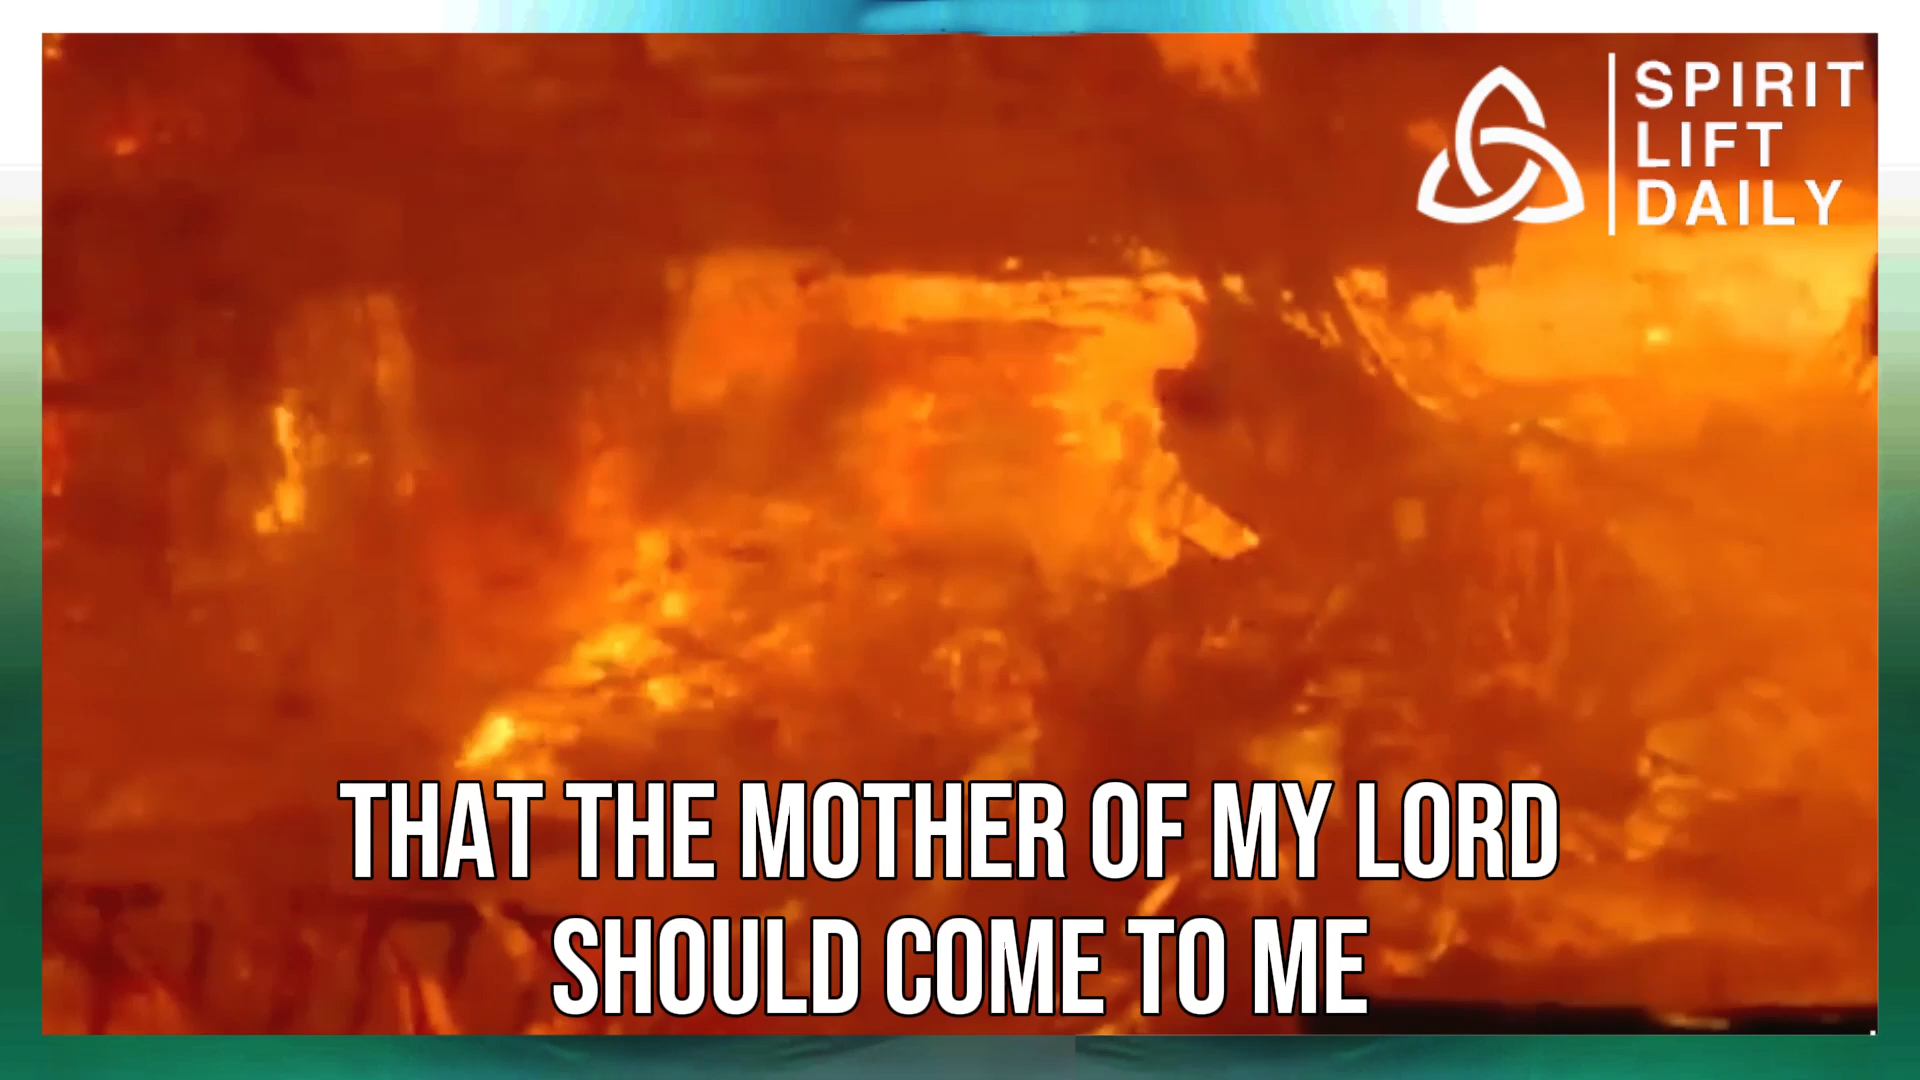 SPIRIT
LIFT
DAILY
THAT THE MOTHER OF MY LORD
SHOULD COME TO ME